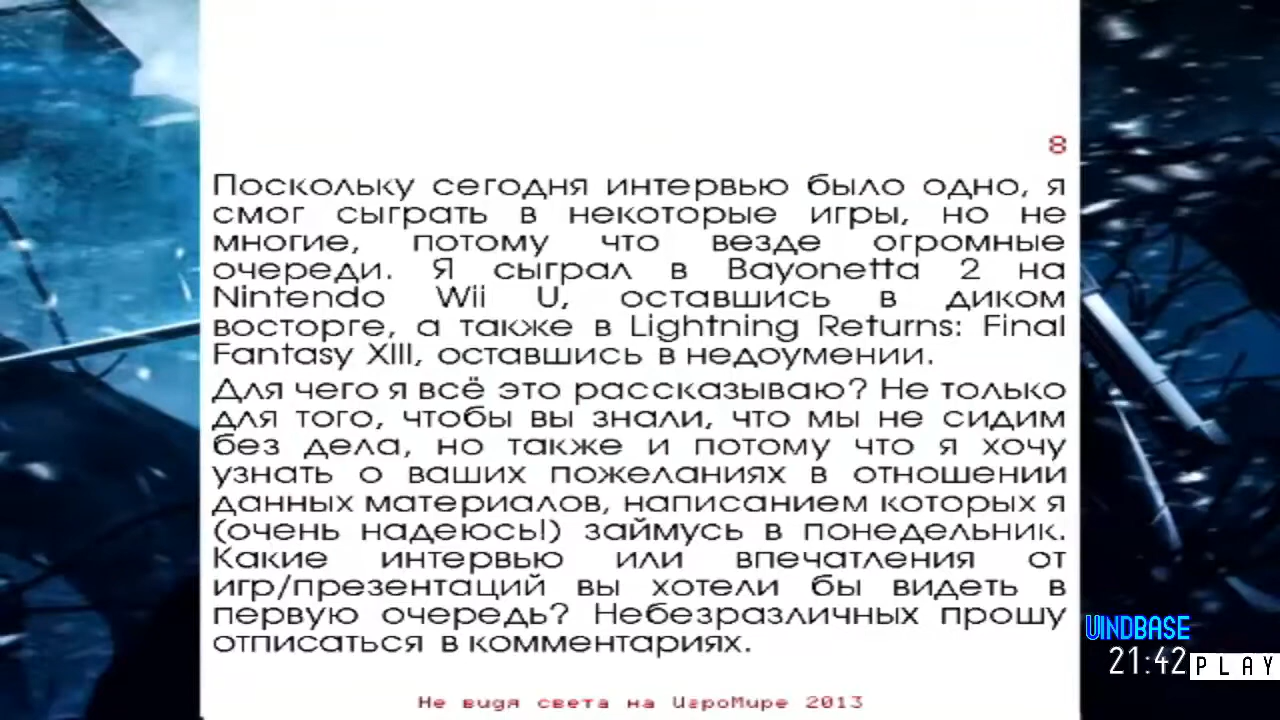 8
Поскольку сегодня интервью было одно, я
смог сыграть в некоторые игры, но не
многие, потому что везде огромные
очереди. Я сыграл в Bayonetta 2 на
Nintendo Wii U, оставшись в диком
восторге, а также в Lightning Returns: Final
Fantasy XIII, оставшись в недоумении.
Для чего я всё это рассказываю? Не только
для того, чтобы вы знали, что мы не сидим
без дела, но также и потому что я хочу
узнать о ваших пожеланиях в отношении
данных материалов, написанием которых я
(очень надеюсь!) займусь в понедельник.
Какие интервью или впечатления от
игр/презентаций вы хотели бы видеть в
первую очередь? Небезразличных прошу
отписаться в комментариях.
Не видя света на ИгроМире 2013
UINDBASE
21:42 PLAY